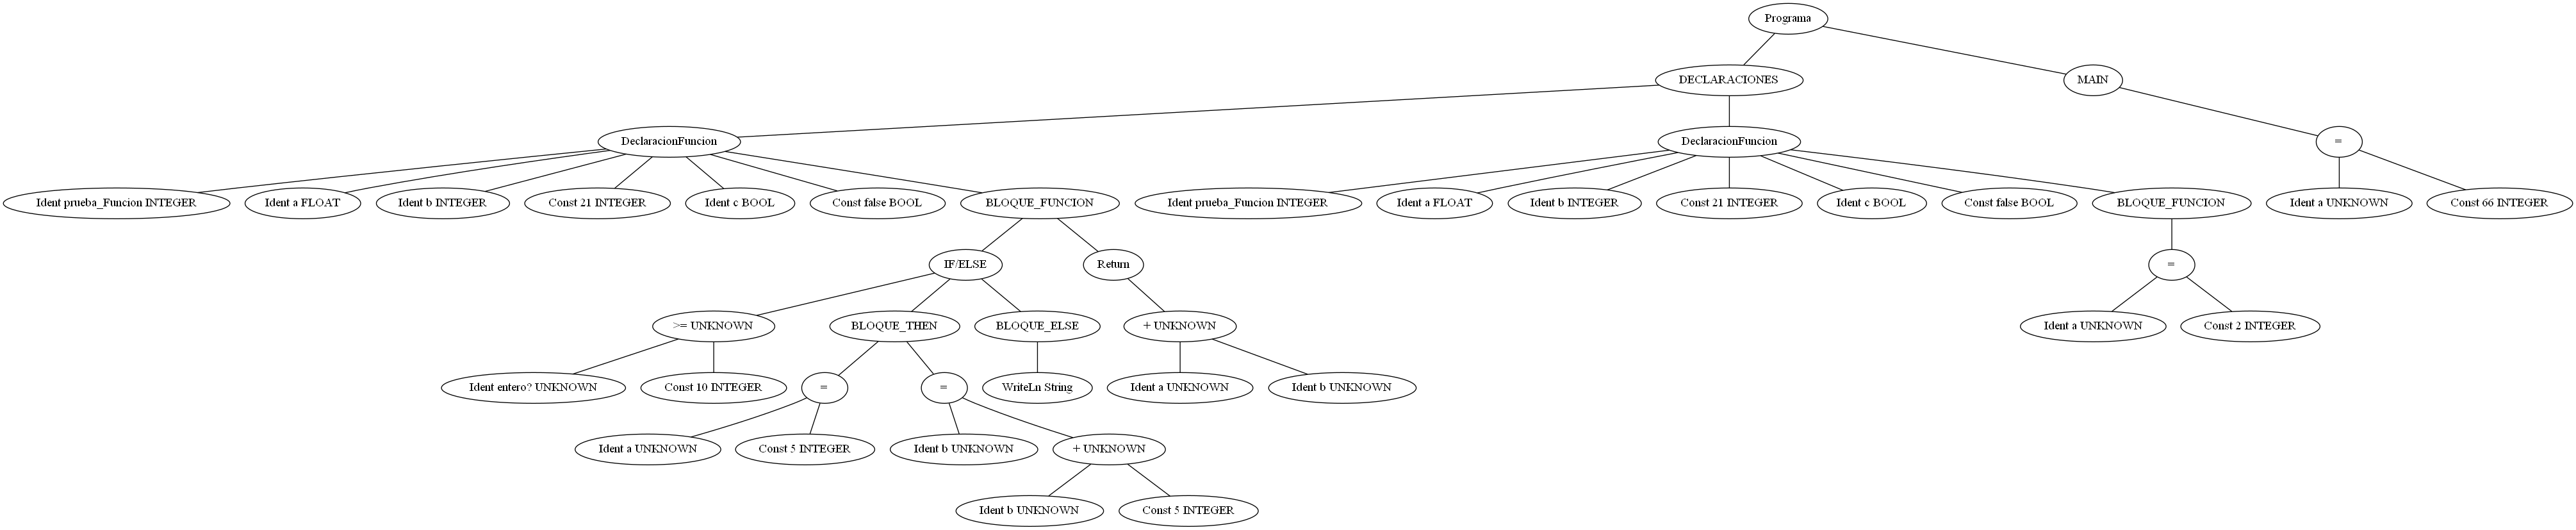 Programa
DECLARACIONES
MAIN
DeclaracionFuncion
DeclaracionFuncion
=
Ident prueba_Funcion INTEGER
Ident a FLOAT
Ident b INTEGER
Const 21 INTEGER
Ident c BOOL
Const false BOOL
BLOQUE_FUNCION
Ident prueba_Funcion INTEGER
Ident a FLOAT
Ident b INTEGER
Const 21 INTEGER
Ident c BOOL
Const false BOOL
BLOQUE_FUNCION
Ident a UNKNOWN
Const 66 INTEGER
IF/ELSE
Return
=
>= UNKNOWN
BLOQUE_THEN
BLOQUE_ELSE
+ UNKNOWN
Ident a UNKNOWN
Const 2 INTEGER
Ident entero? UNKNOWN
Const 10 INTEGER
=
=
WriteLn String
Ident a UNKNOWN
Ident b UNKNOWN
Ident a UNKNOWN
Const 5 INTEGER
Ident b UNKNOWN
+ UNKNOWN
Ident b UNKNOWN
Const 5 INTEGER